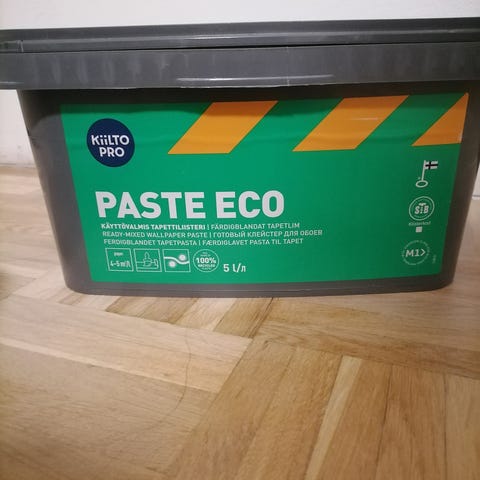 KiiLTO
PRO
PASTE ECO
KÄYTTÖVALMIS TAPETTILIISTERI | FÄRDIGBLANDAT TAPETLIM
READY-MIXED WALLPAPER PASTE | ГОТОВЫЙ КЛЕЙСТЕР ДЛЯ ОБОЕВ
FERDIGBLANDET TAPETPASTA | FÆRDIGLAVET PASTA TIL TAPET
4–5 m²/l
100%
5 l/л
M1